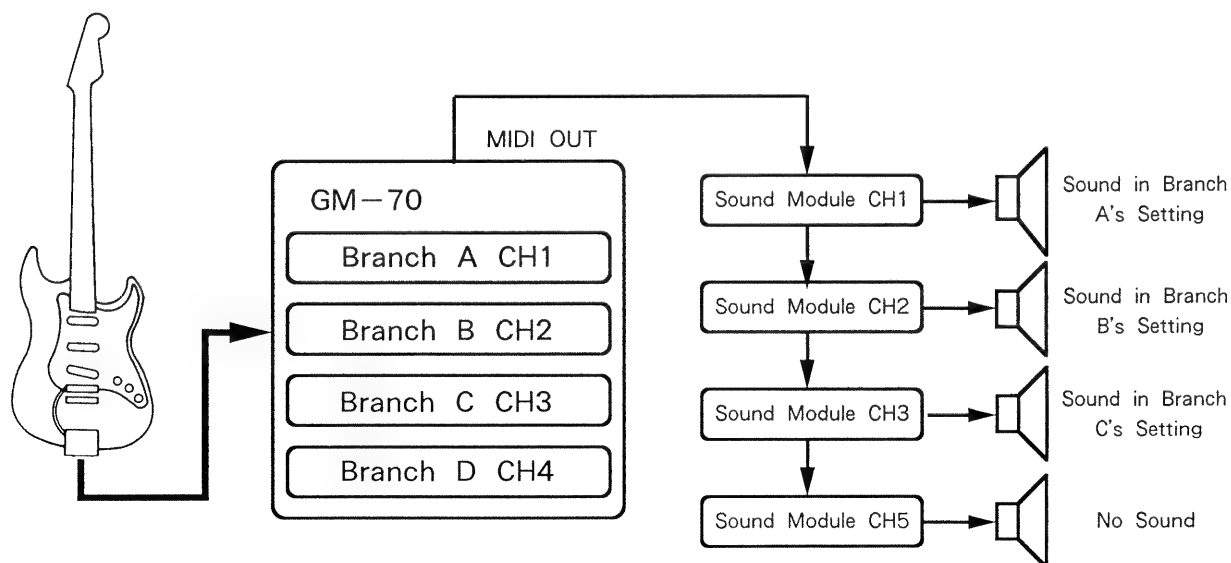 MIDI OUT
GM-70
Branch A CH1
Branch B CH2
Branch C CH3
Branch D CH4
Sound Module CH1
Sound in Branch
A's Setting
Sound Module CH2
Sound in Branch
B's Setting
Sound Module CH3
Sound in Branch
C's Setting
Sound Module CH5
No Sound